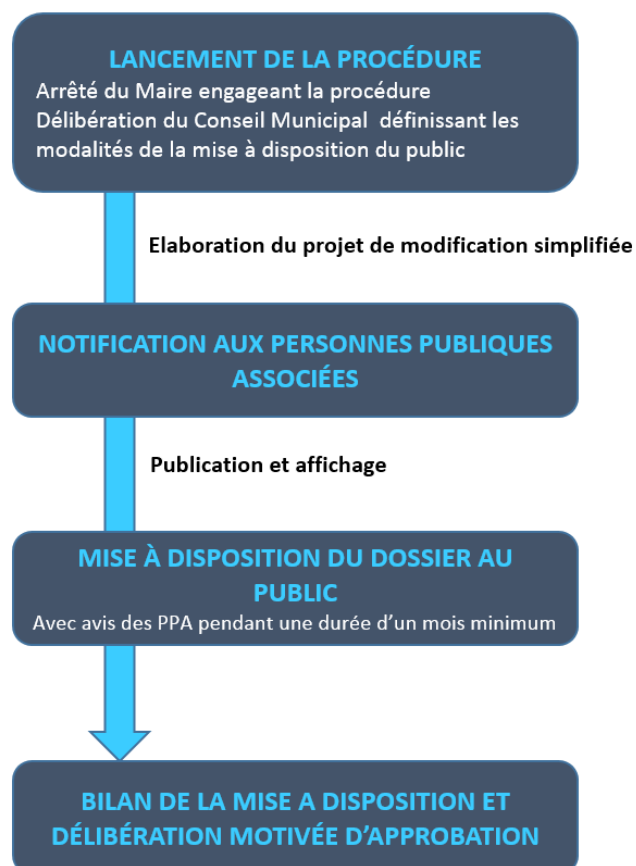 LANCEMENT DE LA PROCÉDURE
Arrêté du Maire engageant la procédure
Délibération du Conseil Municipal définissant les
modalités de la mise à disposition du public
Elaboration du projet de modification simplifiée
NOTIFICATION AUX PERSONNES PUBLIQUES
ASSOCIÉES
Publication et affichage
MISE À DISPOSITION DU DOSSIER AU
PUBLIC
Avec avis des PPA pendant une durée d’un mois minimum
BILAN DE LA MISE A DISPOSITION ET
DÉLIBÉRATION MOTIVÉE D’APPROBATION